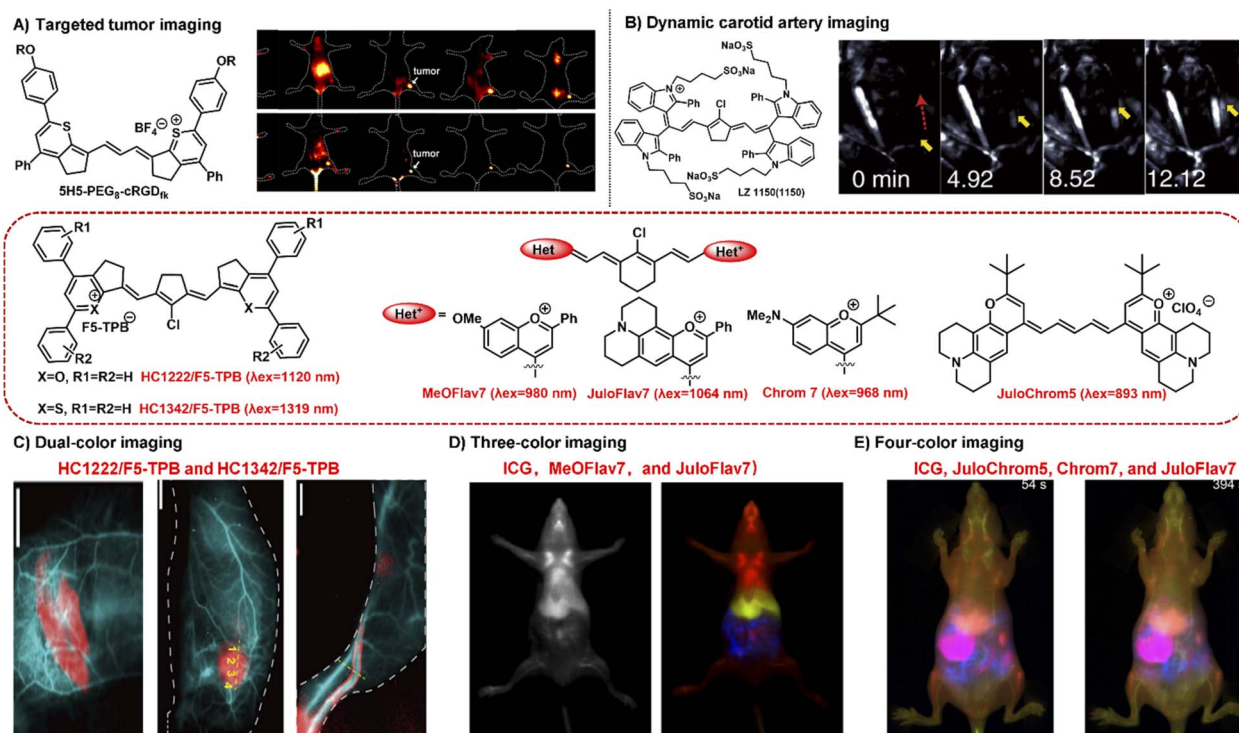 A) Targeted tumor imaging
RO
OR
S
BF₄⊖
S
⊕
Ph
Ph
5H5-PEG₈-cRGDfk
tumor
tumor
B) Dynamic carotid artery imaging
NaO₃S
SO₃Na
N
⊕
Ph
Cl
Ph
N
N
Ph
Ph
N
NaO₃S
SO₃Na
LZ 1150(1150)
0 min
4.92
8.52
12.12
R1
R1
⊕
X
F5-TPB⊖
Cl
X
R2
R2
X=O, R1=R2=H HC1222/F5-TPB (λex=1120 nm)
X=S, R1=R2=H HC1342/F5-TPB (λex=1319 nm)
Cl
Het
Het⁺
Het⁺ =
OMe
O
⊕
Ph
MeOFlav7 (λex=980 nm)
N
O
⊕
Ph
JuloFlav7 (λex=1064 nm)
Me₂N
O
⊕
Chrom 7 (λex=968 nm)
O
O
⊕
ClO₄⊖
N
N
JuloChrom5 (λex=893 nm)
C) Dual-color imaging
HC1222/F5-TPB and HC1342/F5-TPB
1
2
3
4
D) Three-color imaging
ICG, MeOFlav7, and JuloFlav7)
E) Four-color imaging
ICG, JuloChrom5, Chrom7, and JuloFlav7
54 s
394